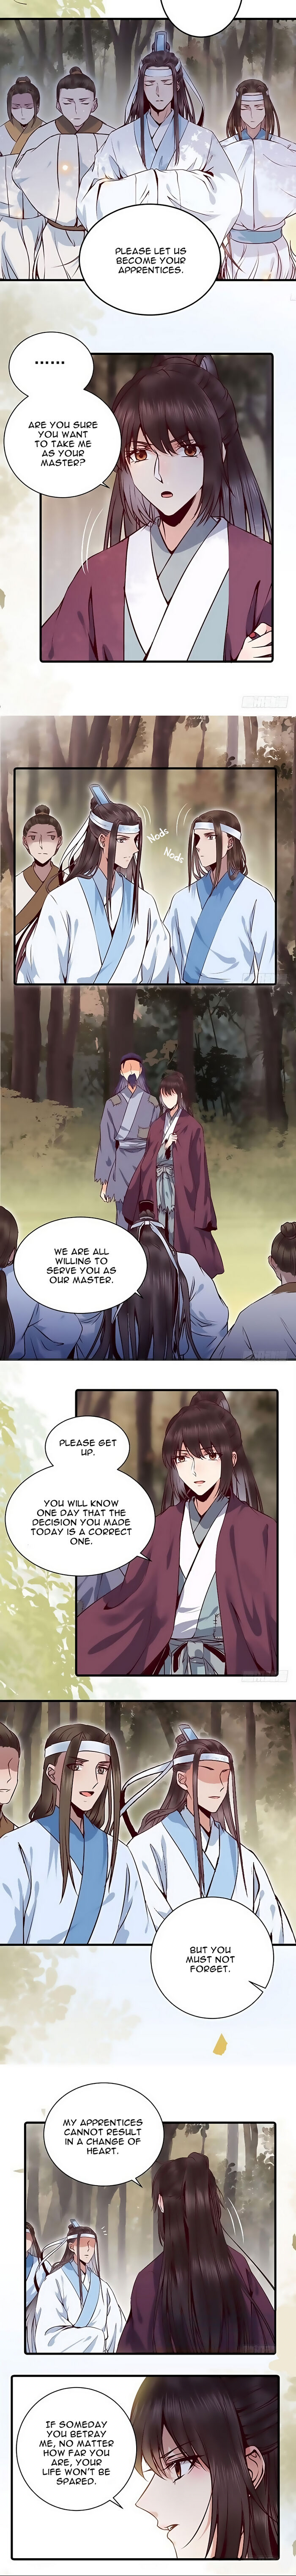 PLEASE LET US
BECOME YOUR
APPRENTICES.
......
ARE YOU SURE
YOU WANT
TO TAKE ME
AS YOUR
MASTER?
Nods
Nods
WE ARE ALL
WILLING TO
SERVE YOU AS
OUR MASTER.
PLEASE GET
UP.
YOU WILL KNOW
ONE DAY THAT THE
DECISION YOU MADE
TODAY IS A CORRECT
ONE.
BUT YOU
MUST NOT
FORGET.
MY APPRENTICES
CANNOT RESULT
IN A CHANGE OF
HEART.
IF SOMEDAY
YOU BETRAY
ME, NO MATTER
HOW FAR YOU
ARE, YOUR
LIFE WON'T BE
SPARED.